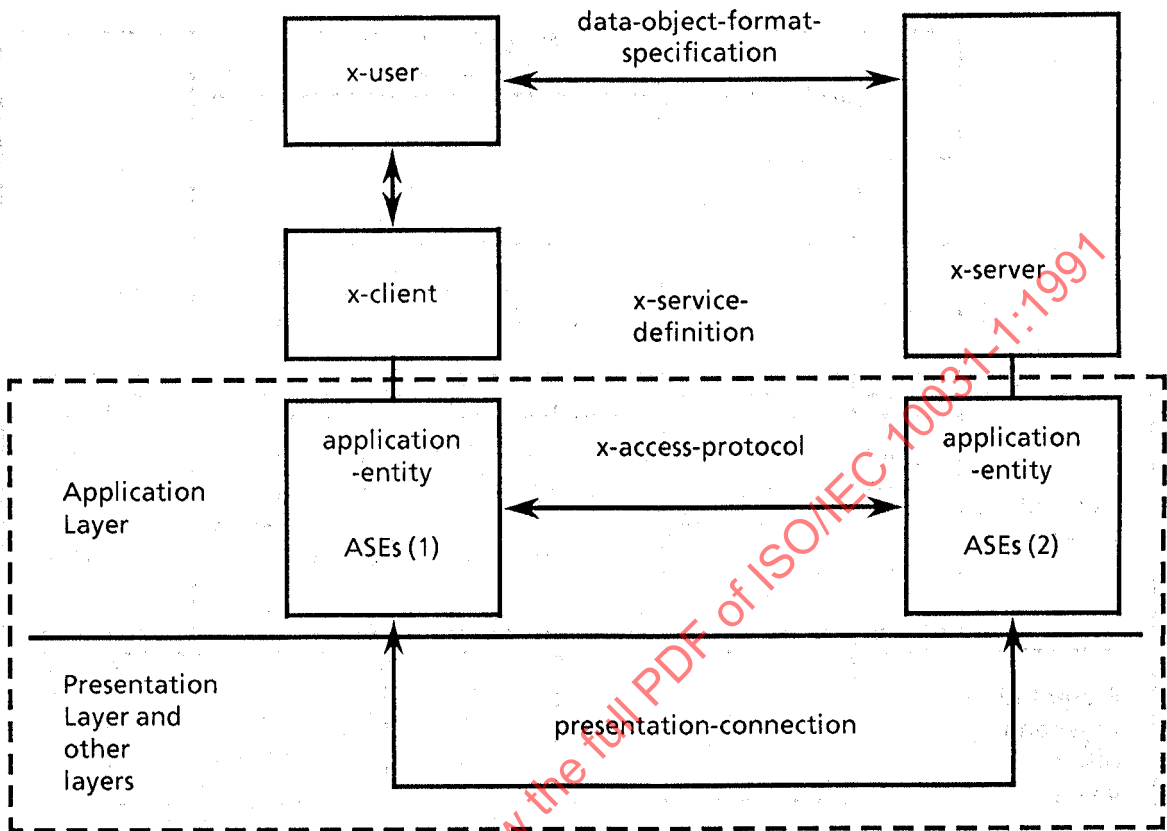 data-object-format-
specification
x-user
x-server
x-client
x-service-
definition
application
-entity
x-access-protocol
application
-entity
Application
Layer
ASEs (1)
ASEs (2)
Presentation
Layer and
other
layers
presentation-connection
w the full PDF of ISO/IEC 10031-1:1991